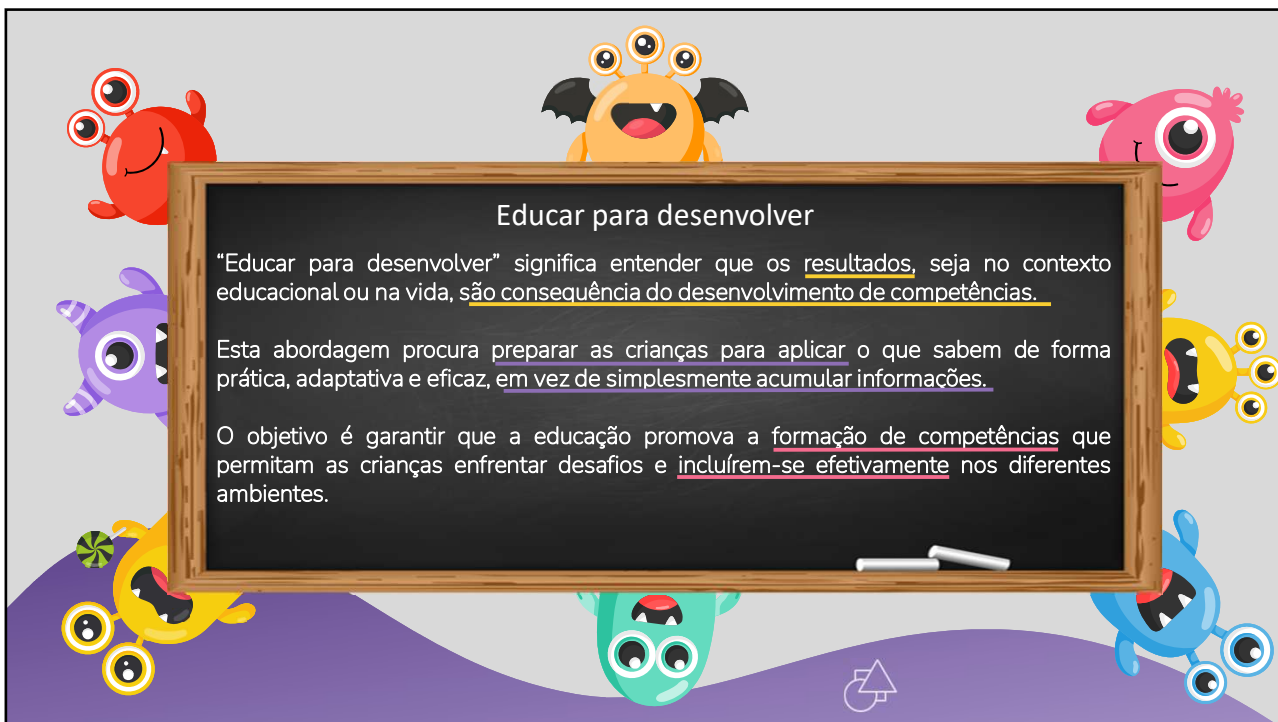 Educar para desenvolver
“Educar para desenvolver” significa entender que os resultados, seja no contexto
educacional ou na vida, são consequência do desenvolvimento de competências.
Esta abordagem procura preparar as crianças para aplicar o que sabem de forma
prática, adaptativa e eficaz, em vez de simplesmente acumular informações.
O objetivo é garantir que a educação promova a formação de competências que
permitam as crianças enfrentar desafios e incluírem-se efetivamente nos diferentes
ambientes.